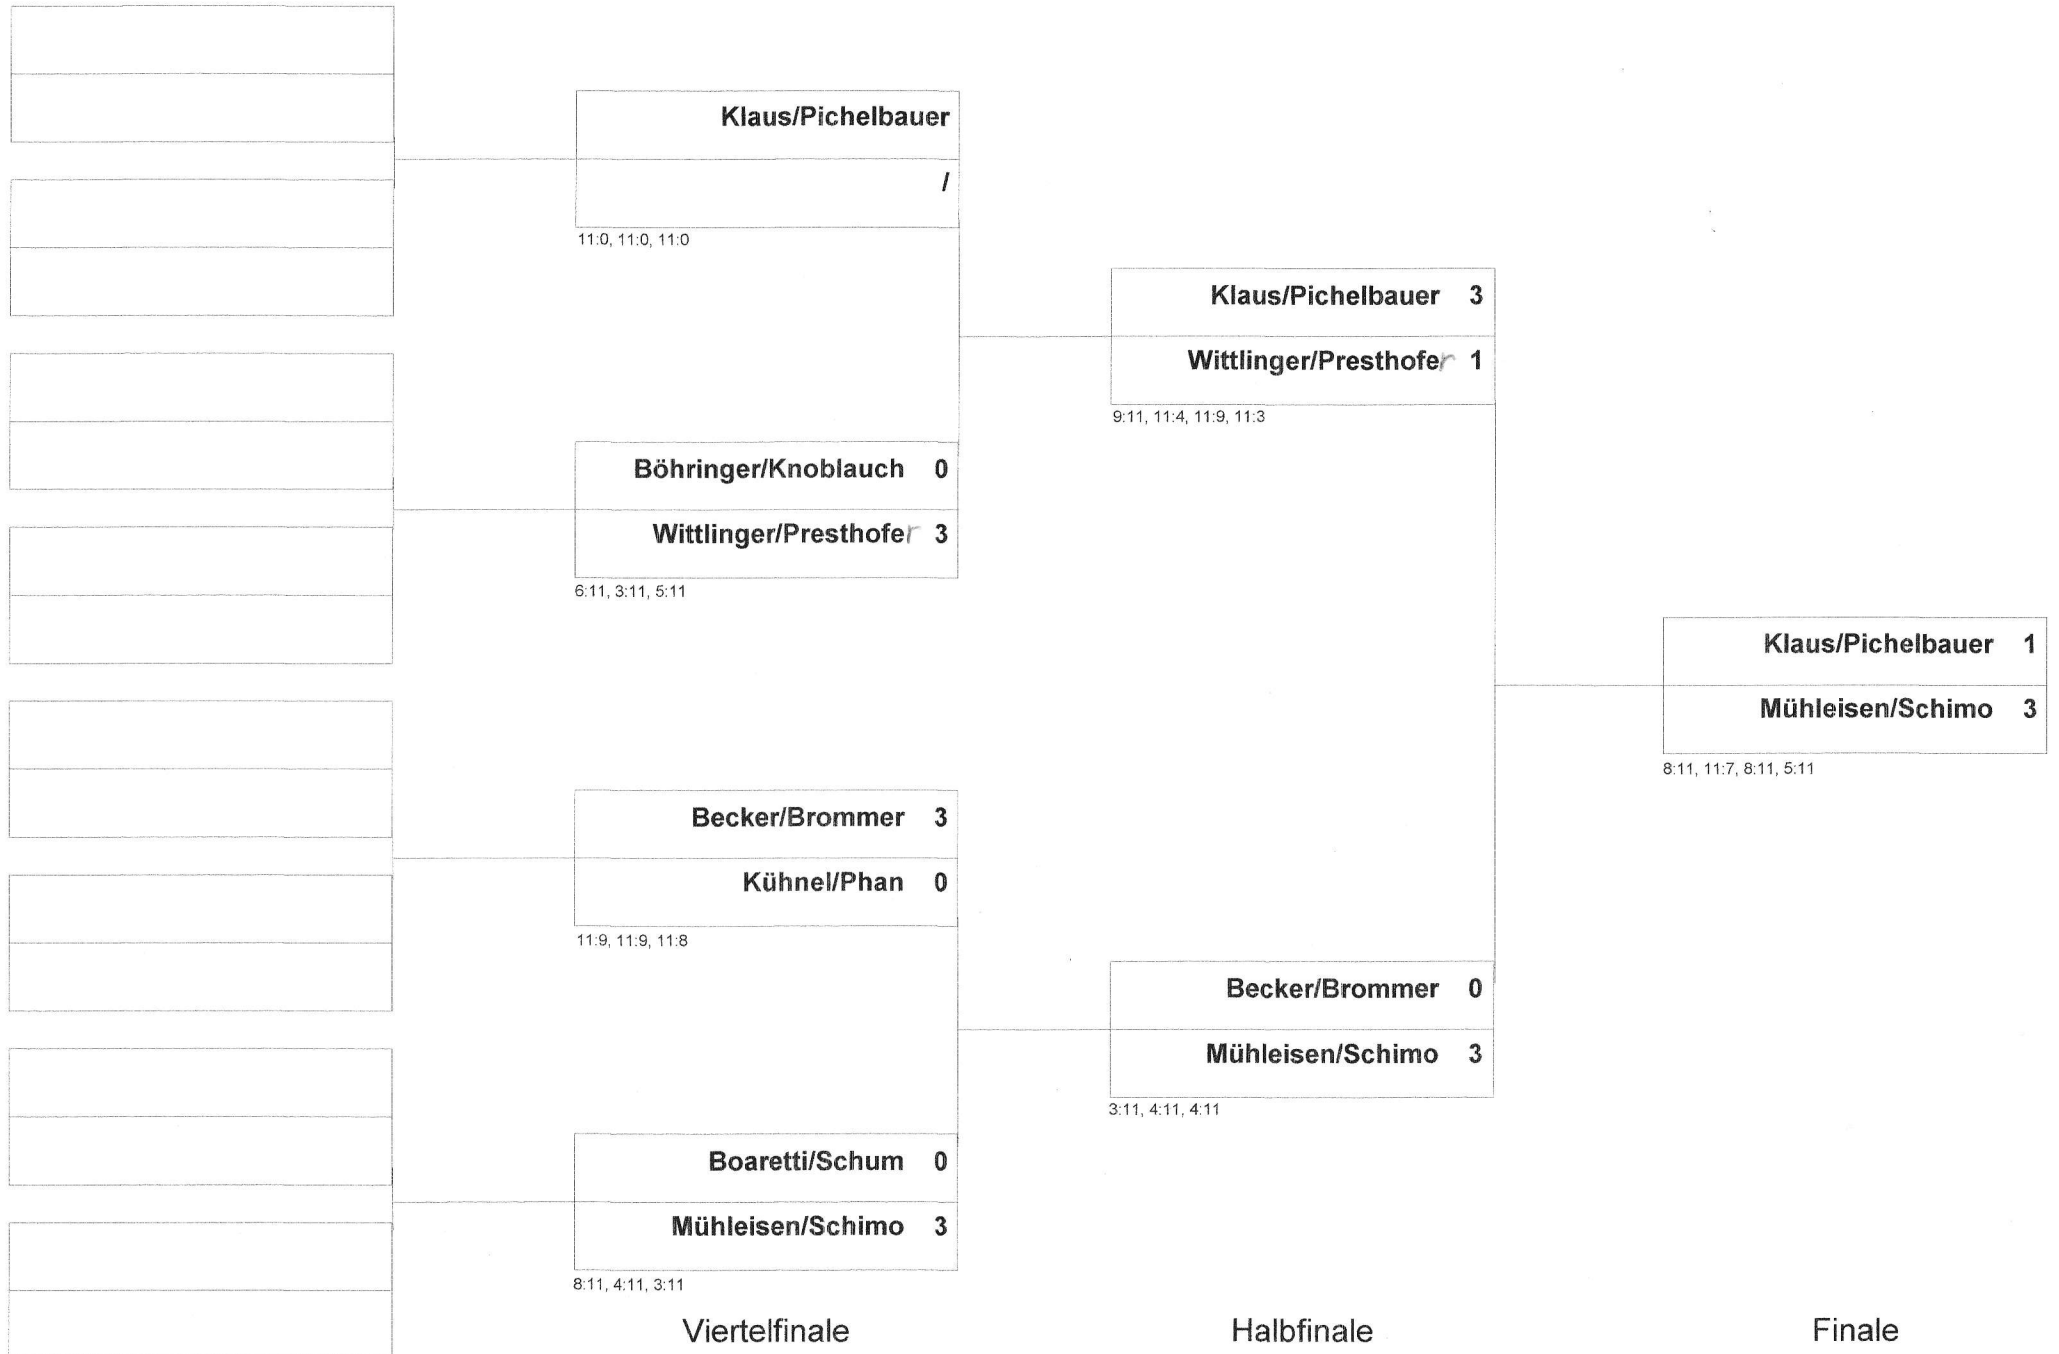 Klaus/Pichelbauer
/
11:0, 11:0, 11:0
Böhringer/Knoblauch 0
Wittlinger/Presthofer 3
6:11, 3:11, 5:11
Becker/Brommer 3
Kühnel/Phan 0
11:9, 11:9, 11:8
Boaretti/Schum 0
Mühleisen/Schimo 3
8:11, 4:11, 3:11
Viertelfinale
Klaus/Pichelbauer 3
Wittlinger/Presthofer 1
9:11, 11:4, 11:9, 11:3
Becker/Brommer 0
Mühleisen/Schimo 3
3:11, 4:11, 4:11
Halbfinale
Klaus/Pichelbauer 1
Mühleisen/Schimo 3
8:11, 11:7, 8:11, 5:11
Finale